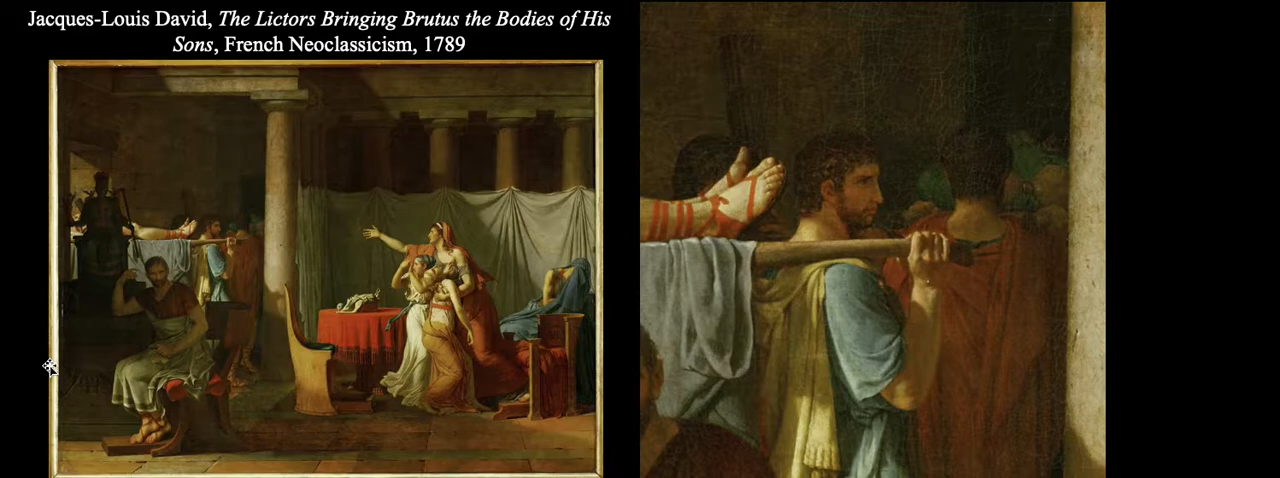 Jacques-Louis David, The Lictors Bringing Brutus the Bodies of His
Sons, French Neoclassicism, 1789